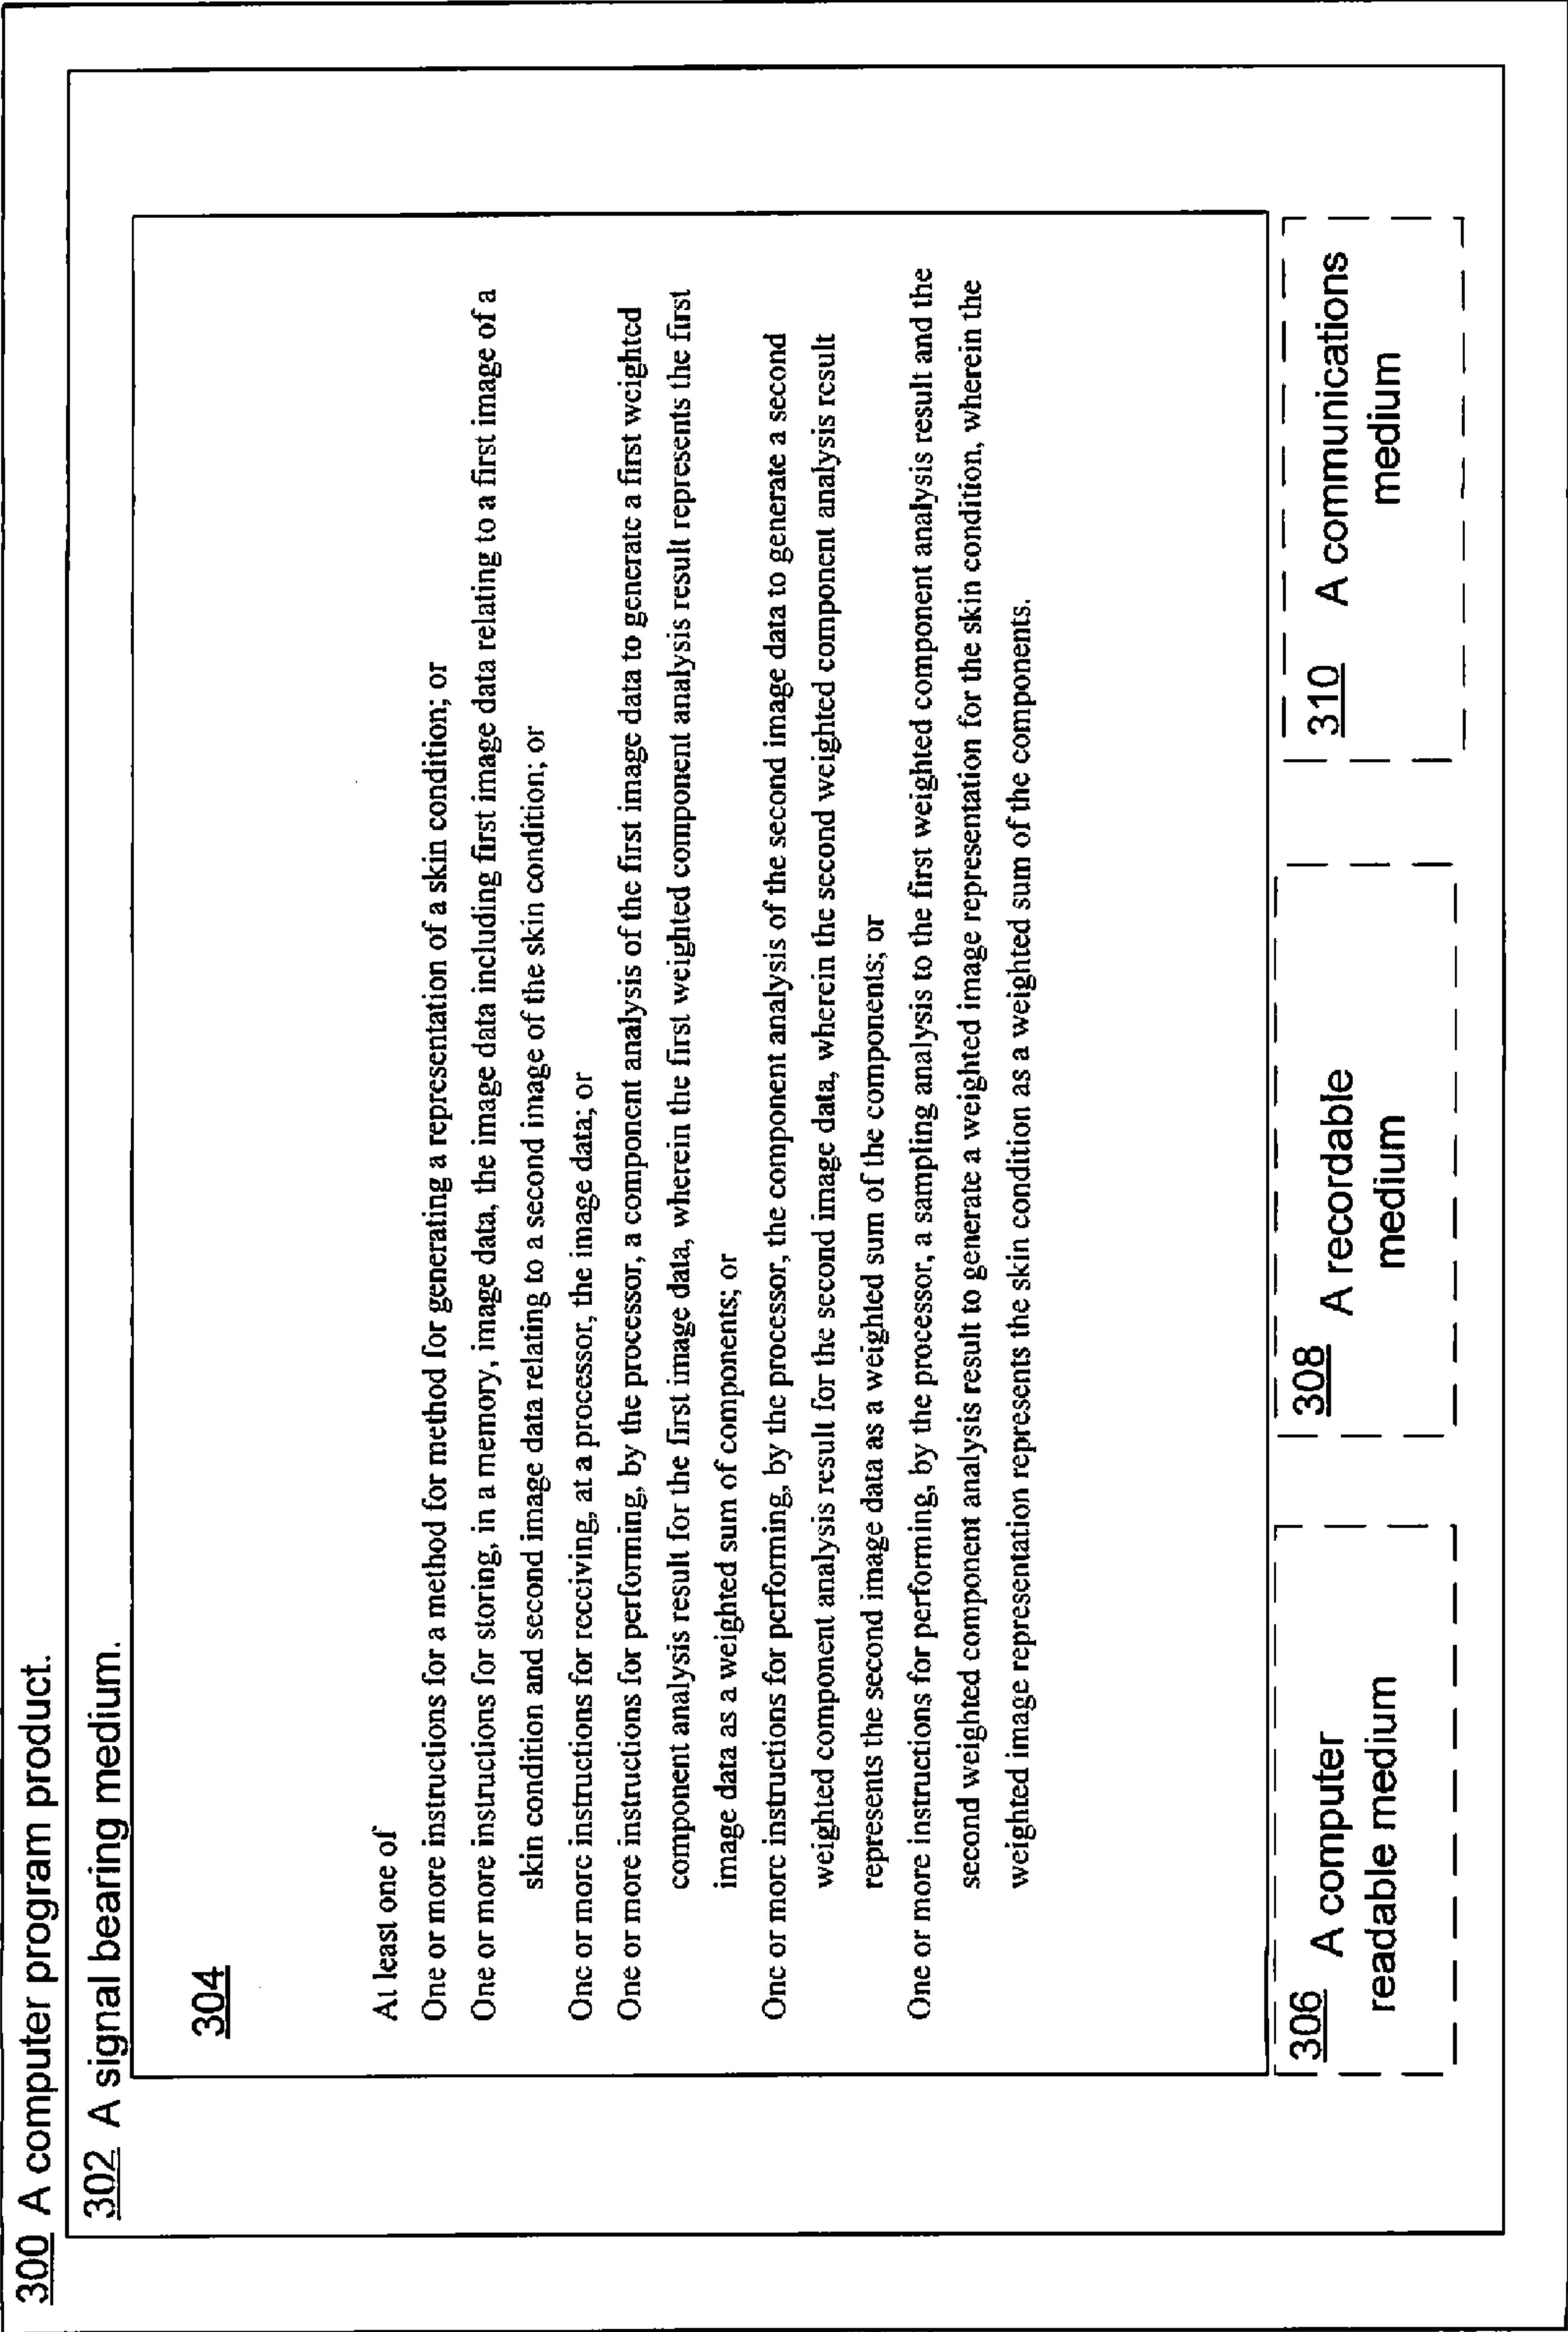 300 A computer program product.
302 A signal bearing medium.
304
At least one of
One or more instructions for a method for method for generating a representation of a skin condition; or
One or more instructions for storing, in a memory, image data, the image data including first image data relating to a first image of a
skin condition and second image data relating to a second image of the skin condition; or
One or more instructions for receiving, at a processor, the image data; or
One or more instructions for performing, by the processor, a component analysis of the first image data to generate a first weighted
component analysis result for the first image data, wherein the first weighted component analysis result represents the first
image data as a weighted sum of components; or
One or more instructions for performing, by the processor, the component analysis of the second image data to generate a second
weighted component analysis result for the second image data, wherein the second weighted component analysis result
represents the second image data as a weighted sum of the components; or
One or more instructions for performing, by the processor, a sampling analysis to the first weighted component analysis result and the
second weighted component analysis result to generate a weighted image representation for the skin condition, wherein the
weighted image representation represents the skin condition as a weighted sum of the components.
306 A computer
readable medium
308 A recordable
medium
310 A communications
medium